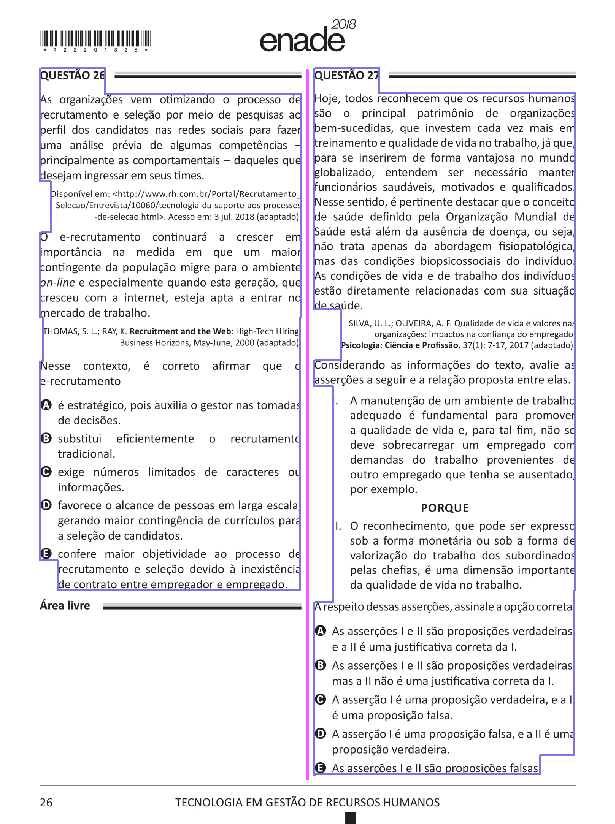 *R22201826*
enade 2018
QUESTÃO 26
As organizações vem otimizando o processo de
recrutamento e seleção por meio de pesquisas ao
perfil dos candidatos nas redes sociais para fazer
uma análise prévia de algumas competências –
principalmente as comportamentais – daqueles que
desejam ingressar em seus times.
Disponível em: <http://www.rh.com.br/Portal/Recrutamento_
Selecao/Entrevista/10060/tecnologia-da-suporte-aos-processos
-de-selecao.html>. Acesso em: 3 jul. 2018 (adaptado)
O e-recrutamento continuará a crescer em
importância na medida em que um maior
contingente da população migre para o ambiente
on-line e especialmente quando esta geração, que
cresceu com a internet, esteja apta a entrar no
mercado de trabalho.
THOMAS, S. L.; RAY, K. Recruitment and the Web: High-Tech Hiring
Business Horizons, May-June, 2000 (adaptado)
Nesse contexto, é correto afirmar que o
e-recrutamento
A é estratégico, pois auxilia o gestor nas tomadas
de decisões.
B substitui eficientemente o recrutamento
tradicional.
C exige números limitados de caracteres ou
informações.
D favorece o alcance de pessoas em larga escala
gerando maior contingência de currículos para
a seleção de candidatos.
E confere maior objetividade ao processo de
recrutamento e seleção devido à inexistência
de contrato entre empregador e empregado.
Área livre
QUESTÃO 27
Hoje, todos reconhecem que os recursos humanos
são o principal patrimônio de organizações
bem-sucedidas, que investem cada vez mais em
treinamento e qualidade de vida no trabalho, já que,
para se inserirem de forma vantajosa no mundo
globalizado, entendem ser necessário manter
funcionários saudáveis, motivados e qualificados.
Nesse sentido, é pertinente destacar que o conceito
de saúde definido pela Organização Mundial de
Saúde está além da ausência de doença, ou seja,
não trata apenas da abordagem fisiopatológica,
mas das condições biopsicossociais do indivíduo.
As condições de vida e de trabalho dos indivíduos
estão diretamente relacionadas com sua situação
de saúde.
SILVA, U. L.; OLIVEIRA, A. F. Qualidade de vida e valores nas
organizações: impactos na confiança do empregado.
Psicologia: Ciência e Profissão, 37(1): 7-17, 2017 (adaptado)
Considerando as informações do texto, avalie as
asserções a seguir e a relação proposta entre elas.
I. A manutenção de um ambiente de trabalho
adequado é fundamental para promover
a qualidade de vida e, para tal fim, não se
deve sobrecarregar um empregado com
demandas do trabalho provenientes de
outro empregado que tenha se ausentado,
por exemplo.
PORQUE
II. O reconhecimento, que pode ser expresso
sob a forma monetária ou sob a forma de
valorização do trabalho dos subordinados
pelas chefias, é uma dimensão importante
da qualidade de vida no trabalho.
A respeito dessas asserções, assinale a opção correta
A As asserções I e II são proposições verdadeiras
e a II é uma justificativa correta da I.
B As asserções I e II são proposições verdadeiras
mas a II não é uma justificativa correta da I.
C A asserção I é uma proposição verdadeira, e a II
é uma proposição falsa.
D A asserção I é uma proposição falsa, e a II é uma
proposição verdadeira.
E As asserções I e II são proposições falsas
26
TECNOLOGIA EM GESTÃO DE RECURSOS HUMANOS